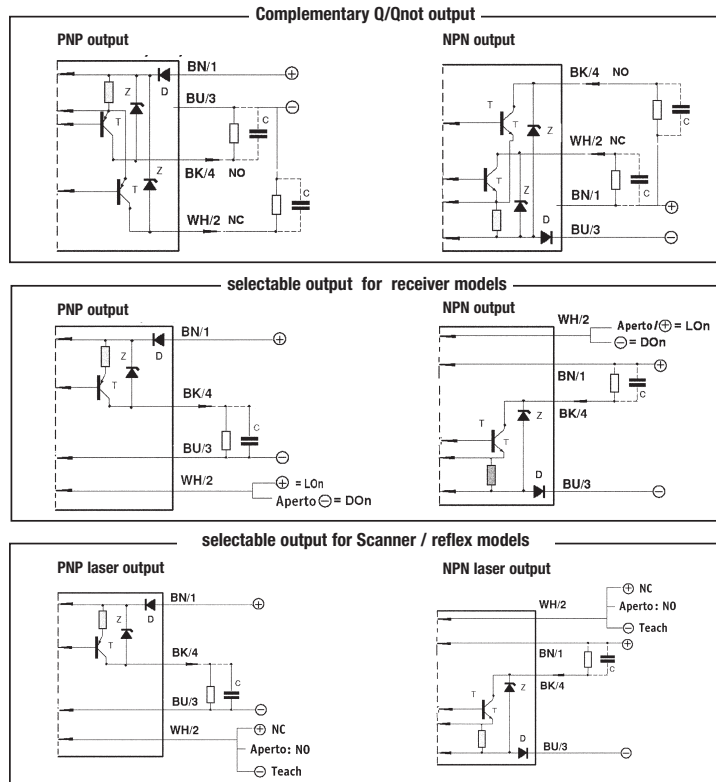 Complementary Q/Qnot output
PNP output
BN/1
+
Z
D
BU/3
−
T
C
BK/4 NO
T
Z
C
WH/2 NC
NPN output
BK/4 NO
T
Z
C
WH/2 NC
T
Z
C
BN/1
+
D
BU/3
−
selectable output for receiver models
PNP output
BN/1
+
Z
D
T
BK/4
C
BU/3
−
WH/2
+ = LOn
Aperto − = DOn
NPN output
WH/2
Aperto/+ = LOn
− = DOn
+
BN/1
C
BK/4
T
Z
T
D
BU/3
−
selectable output for Scanner / reflex models
PNP laser output
BN/1
+
Z
D
T
BK/4
C
BU/3
−
WH/2
+ NC
Aperto: NO
− Teach
NPN laser output
+ NC
WH/2
Aperto: NO
− Teach
+
BN/1
C
BK/4
T
Z
T
D
BU/3
−